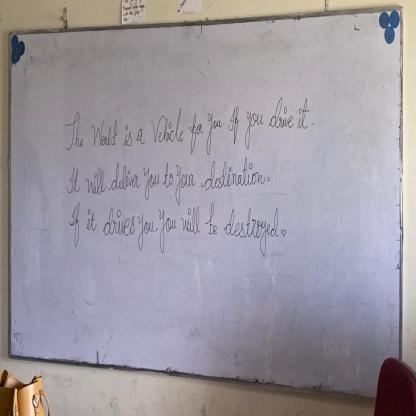 The World is a Vehicle for you If you drive it.
It will deliver you to your destination.
If it drives you. You will be destroyed.